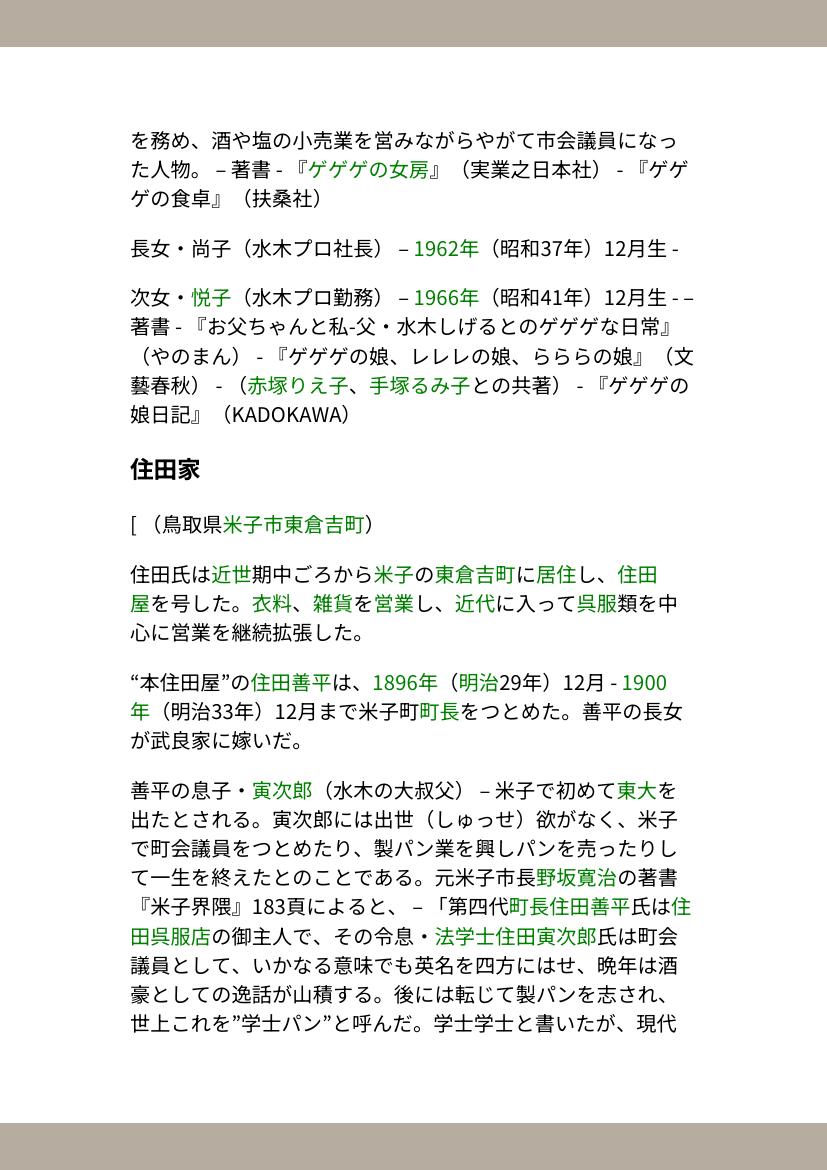 を務め、酒や塩の小売業を営みながらやがて市会議員になっ
た人物。 – 著書 - 『ゲゲゲの女房』（実業之日本社） - 『ゲゲ
ゲの食卓』（扶桑社）
長女・尚子（水木プロ社長） – 1962年（昭和37年）12月生 -
次女・悦子（水木プロ勤務） – 1966年（昭和41年）12月生 - –
著書 - 『お父ちゃんと私-父・水木しげるとのゲゲゲな日常』
（やのまん） - 『ゲゲゲの娘、レレレの娘、らららの娘』（文
藝春秋） - （赤塚りえ子、手塚るみ子との共著） - 『ゲゲゲの
娘日記』（KADOKAWA）
住田家
[ （鳥取県米子市東倉吉町）
住田氏は近世期中ごろから米子の東倉吉町に居住し、住田
屋を号した。衣料、雑貨を営業し、近代に入って呉服類を中
心に営業を継続拡張した。
“本住田屋”の住田善平は、1896年（明治29年）12月 - 1900
年（明治33年）12月まで米子町町長をつとめた。善平の長女
が武良家に嫁いだ。
善平の息子・寅次郎（水木の大叔父） – 米子で初めて東大を
出たとされる。寅次郎には出世（しゅっせ）欲がなく、米子
で町会議員をつとめたり、製パン業を興しパンを売ったりし
て一生を終えたとのことである。元米子市長野坂寛治の著書
『米子界隈』183頁によると、 – 「第四代町長住田善平氏は住
田呉服店の御主人で、その令息・法学士住田寅次郎氏は町会
議員として、いかなる意味でも英名を四方にはせ、晩年は酒
豪としての逸話が山積する。後には転じて製パンを志され、
世上これを”学士パン”と呼んだ。学士学士と書いたが、現代